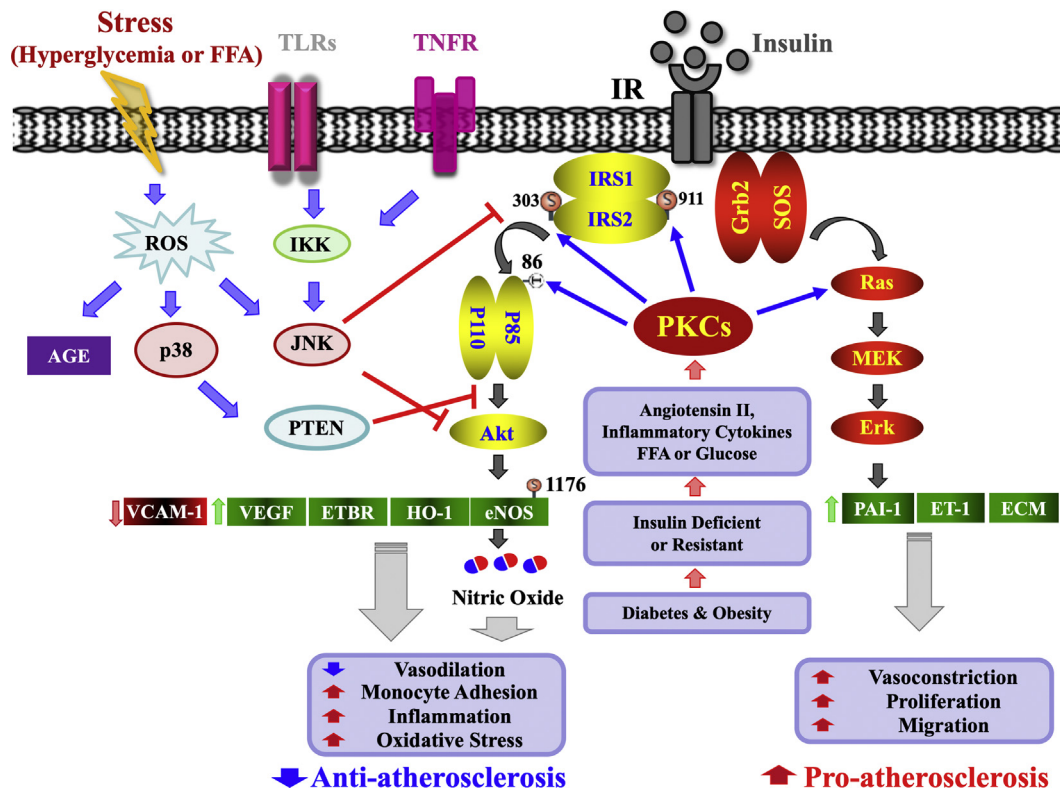 Stress
(Hyperglycemia or FFA)
TLRs
TNFR
Insulin
IR
IRS1
IRS2
303
S
S
911
Grb2
SOS
ROS
IKK
86
T
P110
P85
PKCs
Ras
AGE
p38
JNK
MEK
PTEN
Akt
Angiotensin II,
Inflammatory Cytokines
FFA or Glucose
Erk
S
1176
VCAM-1
VEGF
ETBR
HO-1
eNOS
Insulin Deficient
or Resistant
PAI-1
ET-1
ECM
Nitric Oxide
Diabetes & Obesity
Vasodilation
Monocyte Adhesion
Inflammation
Oxidative Stress
Vasoconstriction
Proliferation
Migration
Anti-atherosclerosis
Pro-atherosclerosis